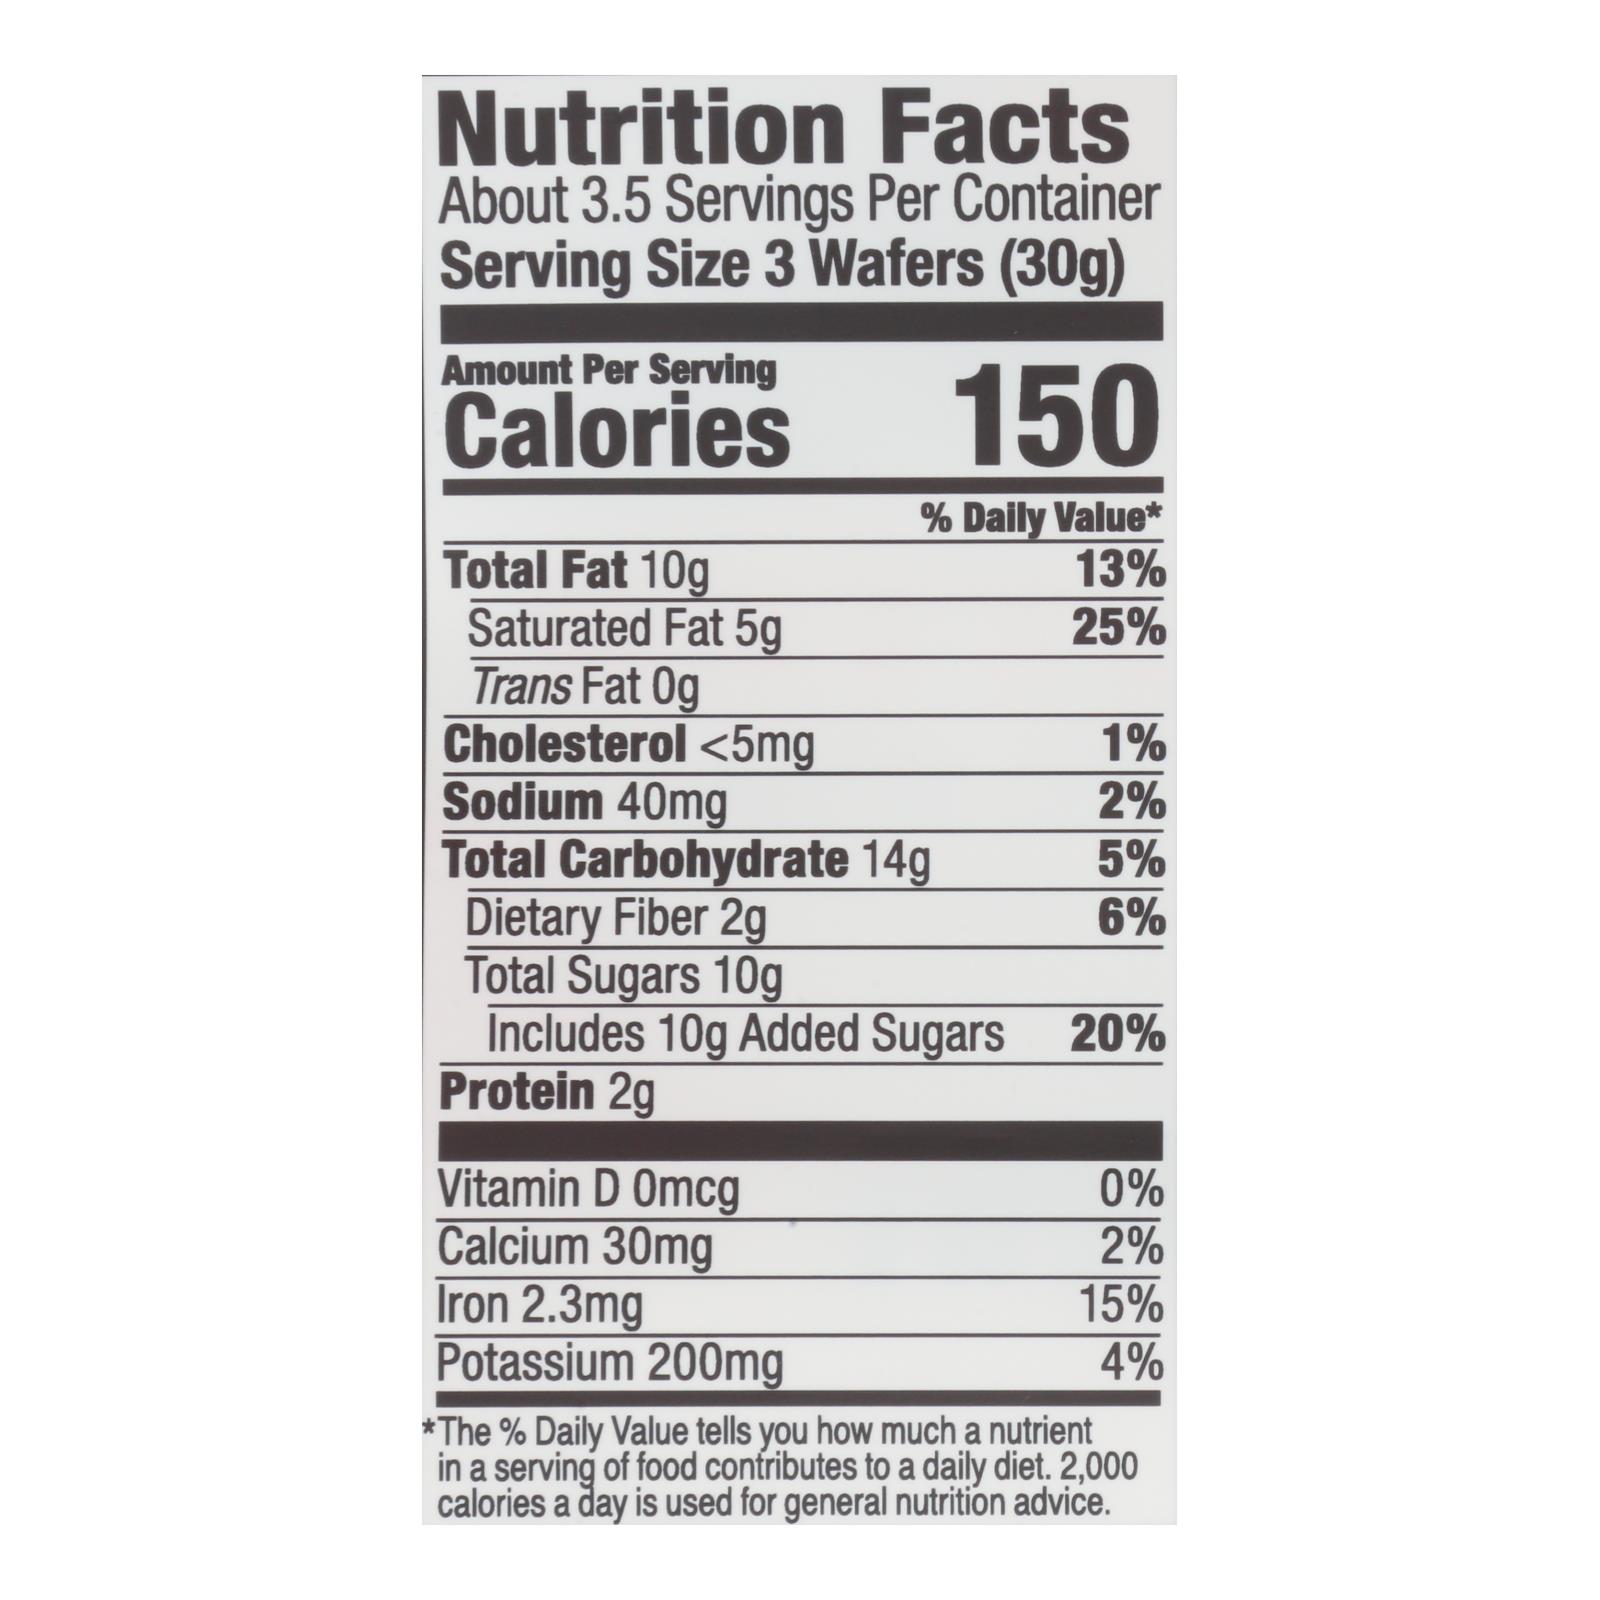 Nutrition Facts
About 3.5 Servings Per Container
Serving Size 3 Wafers (30g)
Amount Per Serving
Calories 150
% Daily Value*
Total Fat 10g 13%
Saturated Fat 5g 25%
Trans Fat 0g
Cholesterol <5mg 1%
Sodium 40mg 2%
Total Carbohydrate 14g 5%
Dietary Fiber 2g 6%
Total Sugars 10g
Includes 10g Added Sugars 20%
Protein 2g
Vitamin D 0mcg 0%
Calcium 30mg 2%
Iron 2.3mg 15%
Potassium 200mg 4%
*The % Daily Value tells you how much a nutrient
in a serving of food contributes to a daily diet. 2,000
calories a day is used for general nutrition advice.